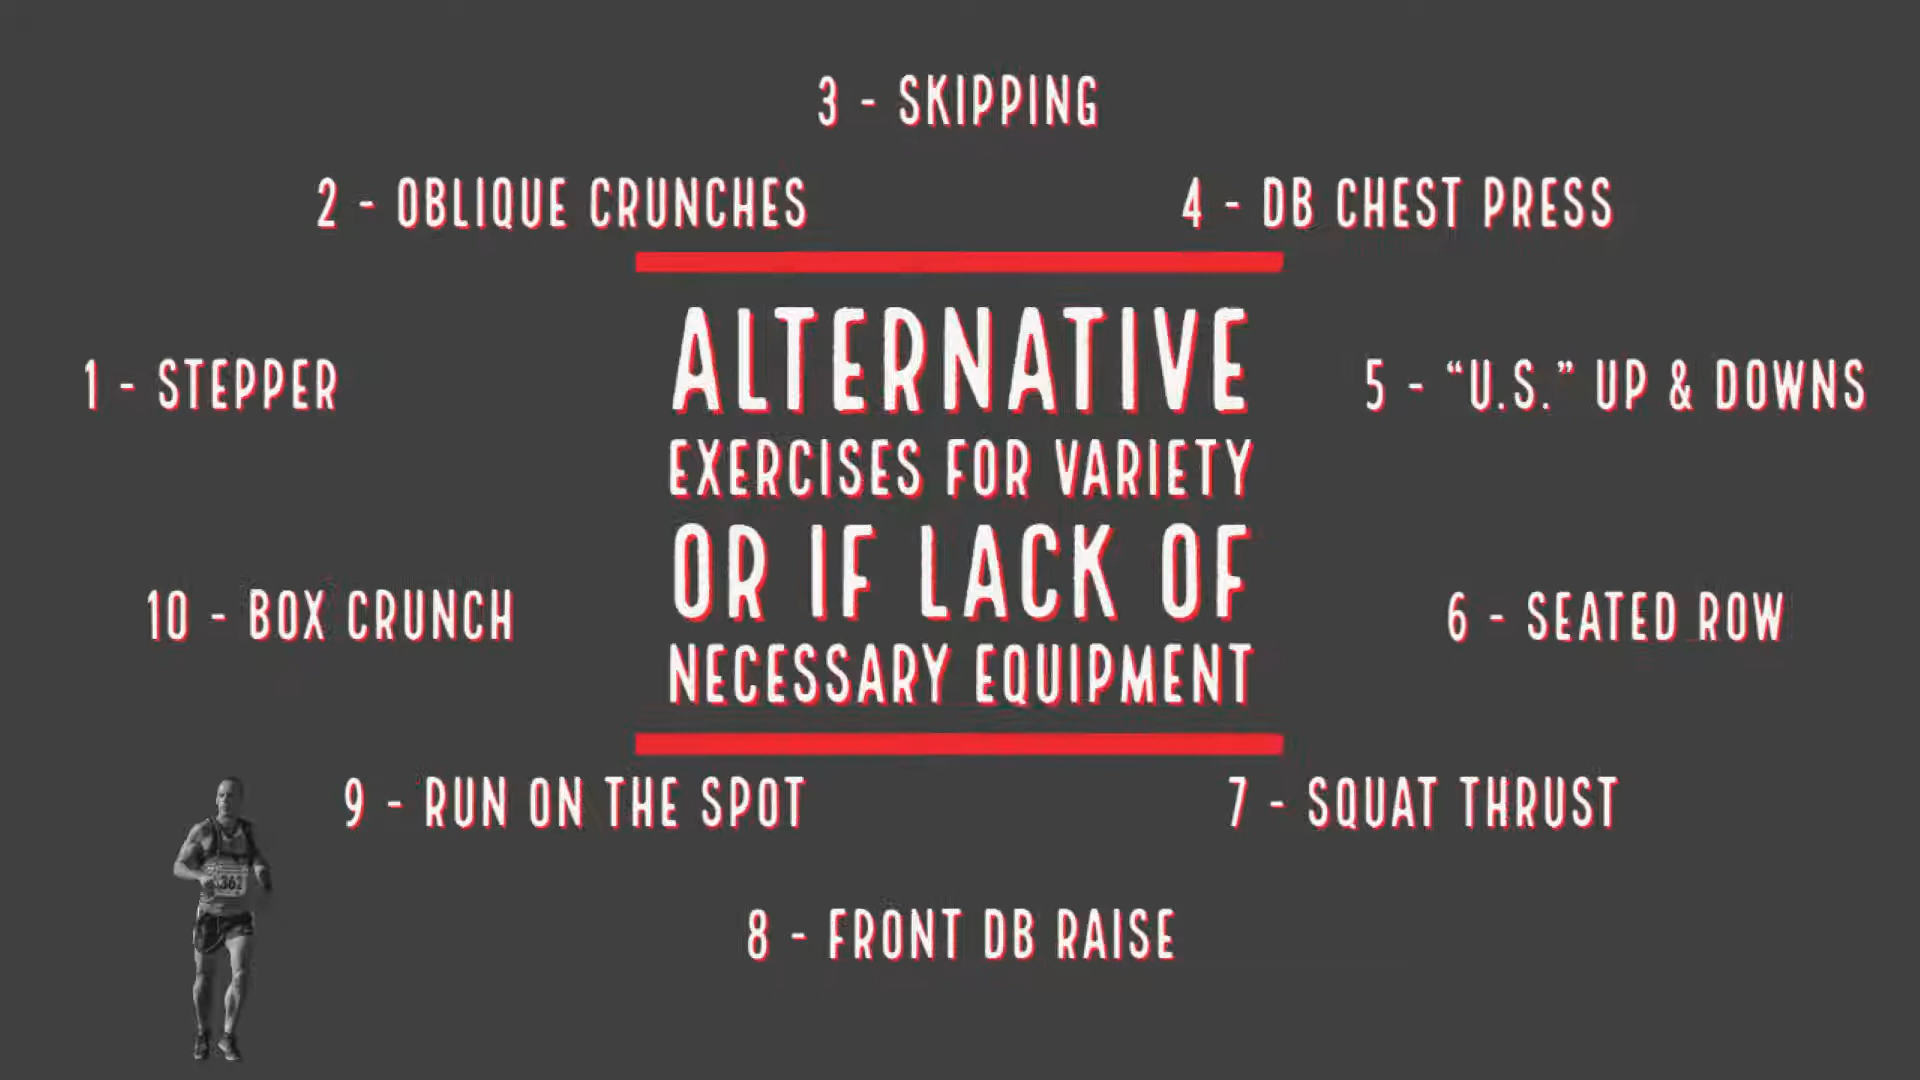 3 - SKIPPING
2 - OBLIQUE CRUNCHES
4 - DB CHEST PRESS
1 - STEPPER
5 - “U.S.” UP & DOWNS
ALTERNATIVE
EXERCISES FOR VARIETY
OR IF LACK OF
NECESSARY EQUIPMENT
10 - BOX CRUNCH
6 - SEATED ROW
9 - RUN ON THE SPOT
7 - SQUAT THRUST
8 - FRONT DB RAISE
362